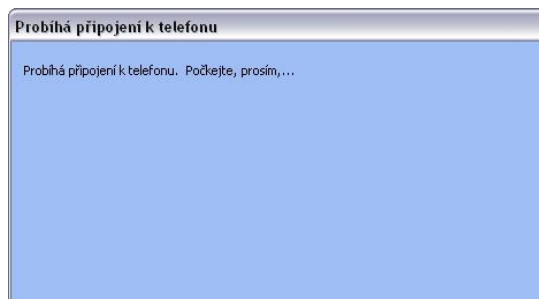 Probíhá připojení k telefonu
Probíhá připojení k telefonu.  Počkejte, prosím,...